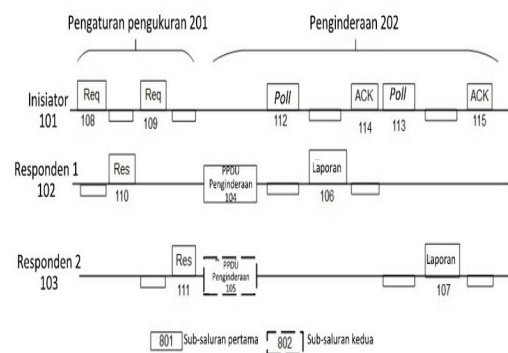 Pengaturan pengukuran 201
Penginderaan 202
Inisiator
101
Req
108
Req
109
Poll
112
ACK
114
Poll
113
ACK
115
Responden 1
102
Res
110
PPDU
Penginderaan
104
Laporan
106
Responden 2
103
Res
111
PPDU
Penginderaan
105
Laporan
107
801 Sub-saluran pertama
802 Sub-saluran kedua